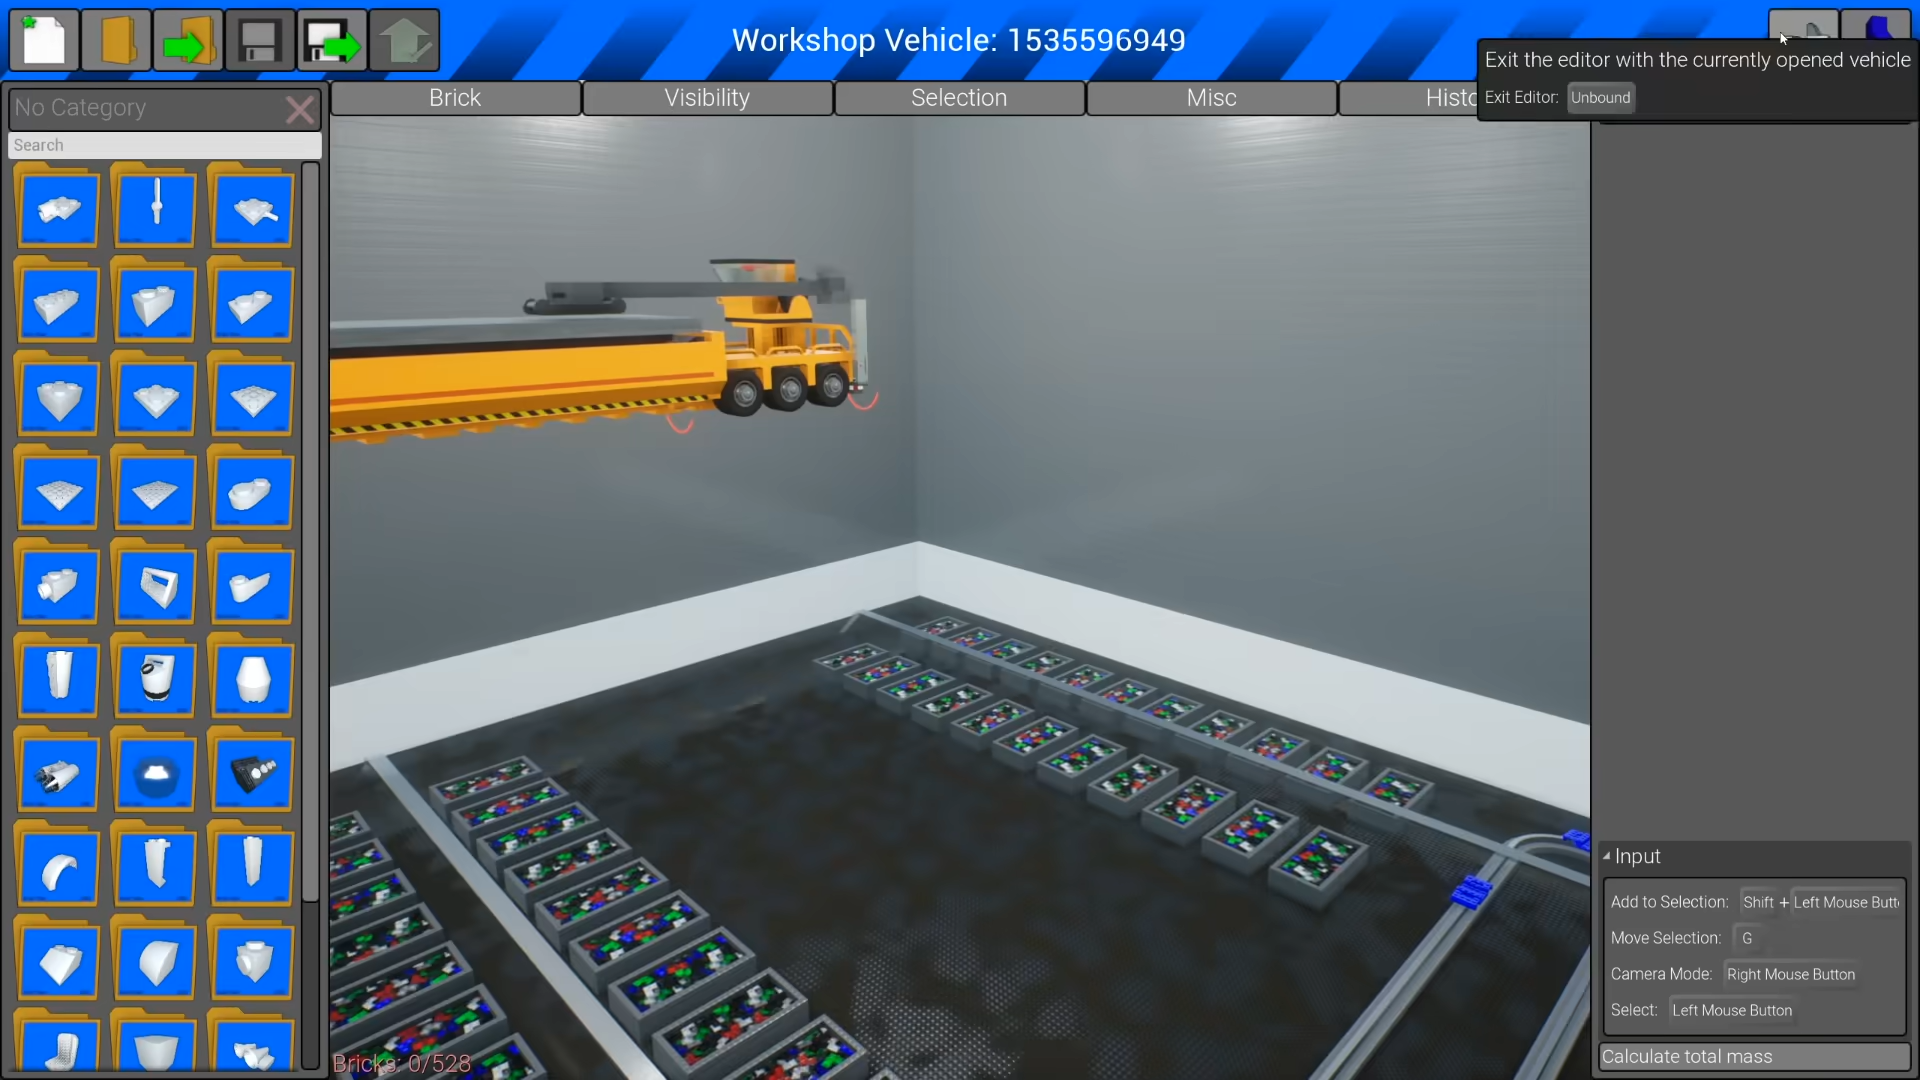 Workshop Vehicle: 1535596949
Exit the editor with the currently opened vehicle
Exit Editor: Unbound
No Category
Search
Brick
Visibility
Selection
Misc
Histo
Input
Add to Selection: Shift + Left Mouse Butt
Move Selection: G
Camera Mode: Right Mouse Button
Select: Left Mouse Button
Calculate total mass
Bricks: 0/528